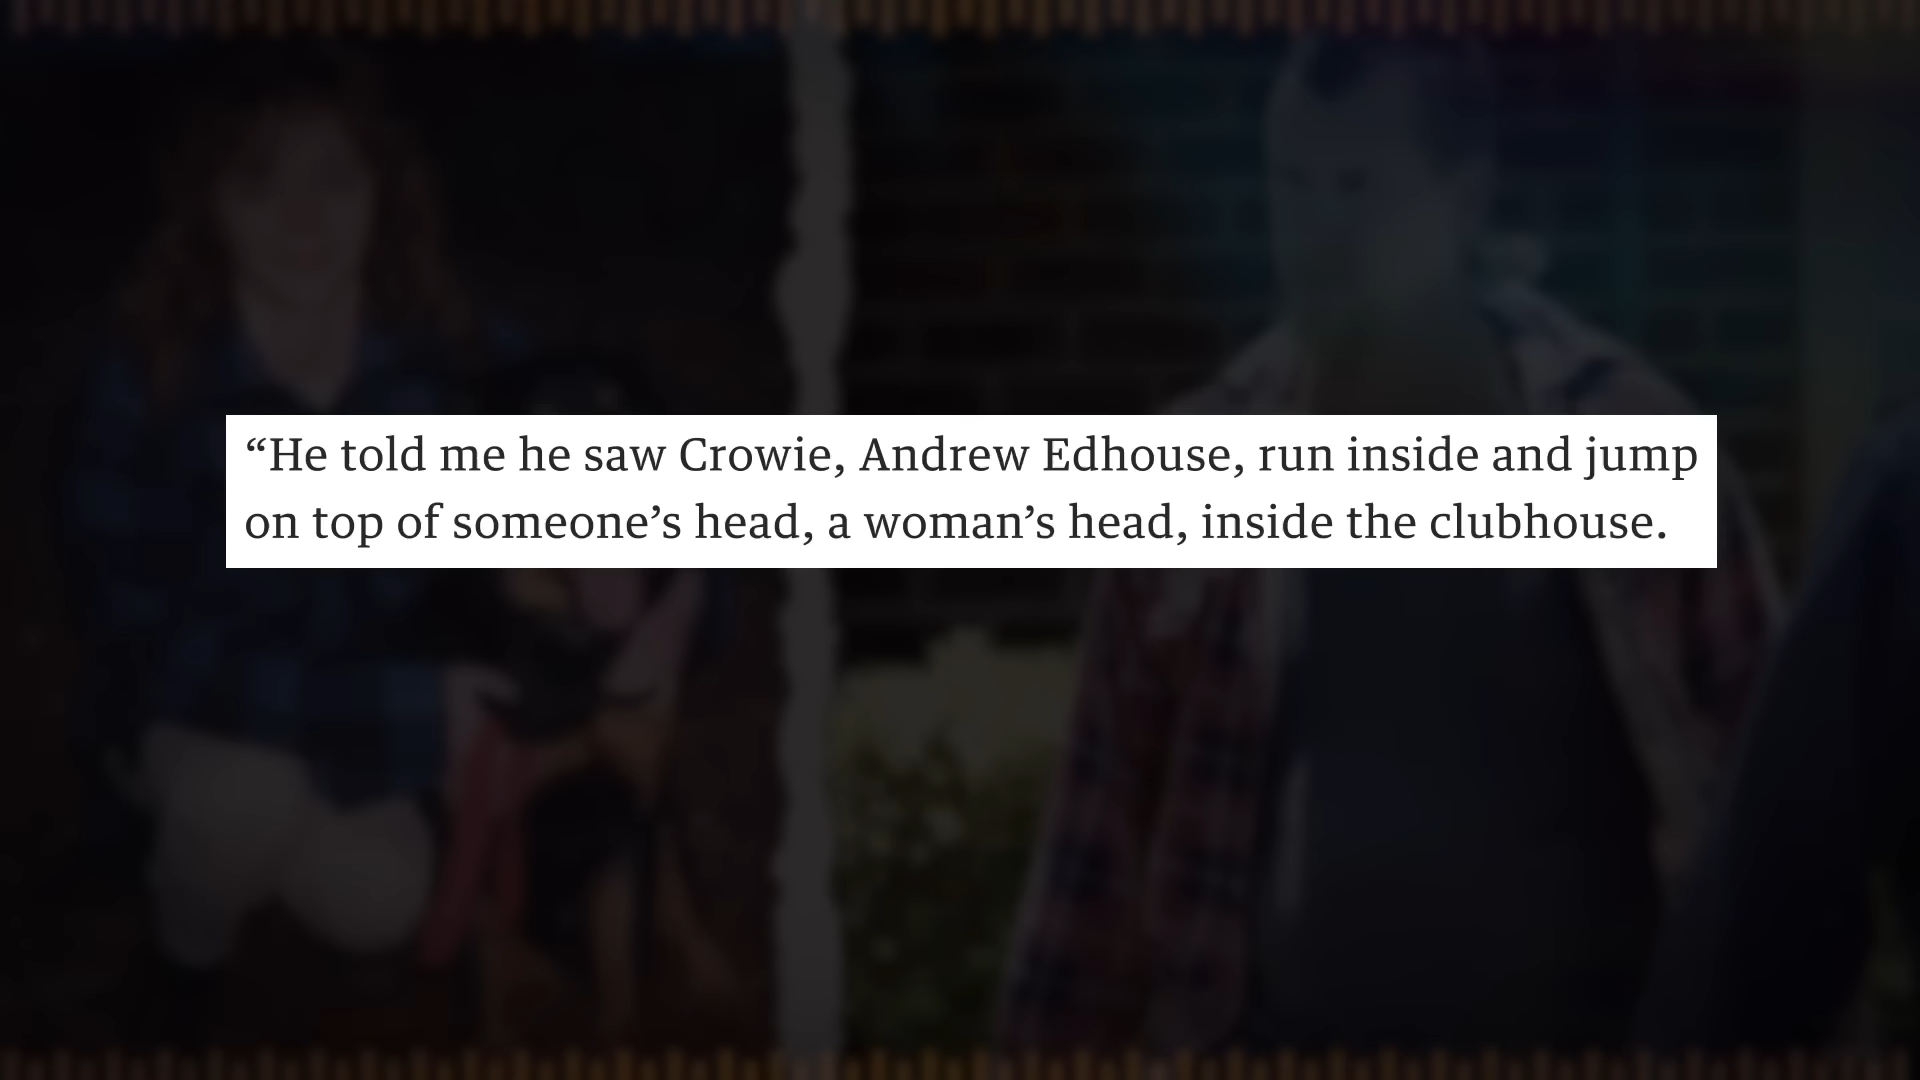 “He told me he saw Crowie, Andrew Edhouse, run inside and jump
on top of someone’s head, a woman’s head, inside the clubhouse.